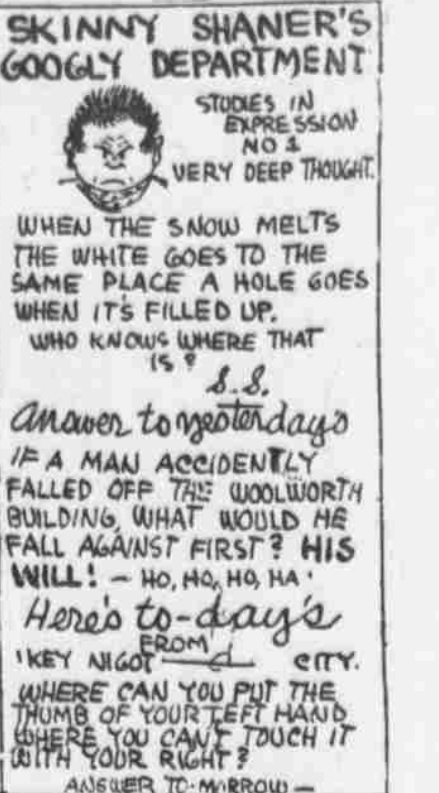 SKINNY SHANER'S
GOOGLY DEPARTMENT
STUDIES IN
EXPRESSION
NO 1
VERY DEEP THOUGHT.
WHEN THE SNOW MELTS
THE WHITE GOES TO THE
SAME PLACE A HOLE GOES
WHEN IT'S FILLED UP.
WHO KNOWS WHERE THAT
IS?
S.S.
Answer to yesterday's
IF A MAN ACCIDENTLY
FALLED OFF THE WOOLWORTH
BUILDING, WHAT WOULD HE
FALL AGAINST FIRST? HIS
WILL! - HO, HO, HO, HA.
Here's to-day's
FROM
'KEY NIGOT CITY.
WHERE CAN YOU PUT THE
THUMB OF YOUR LEFT HAND
WHERE YOU CAN'T TOUCH IT
WITH YOUR RIGHT?
ANSWER TO-MORROW -